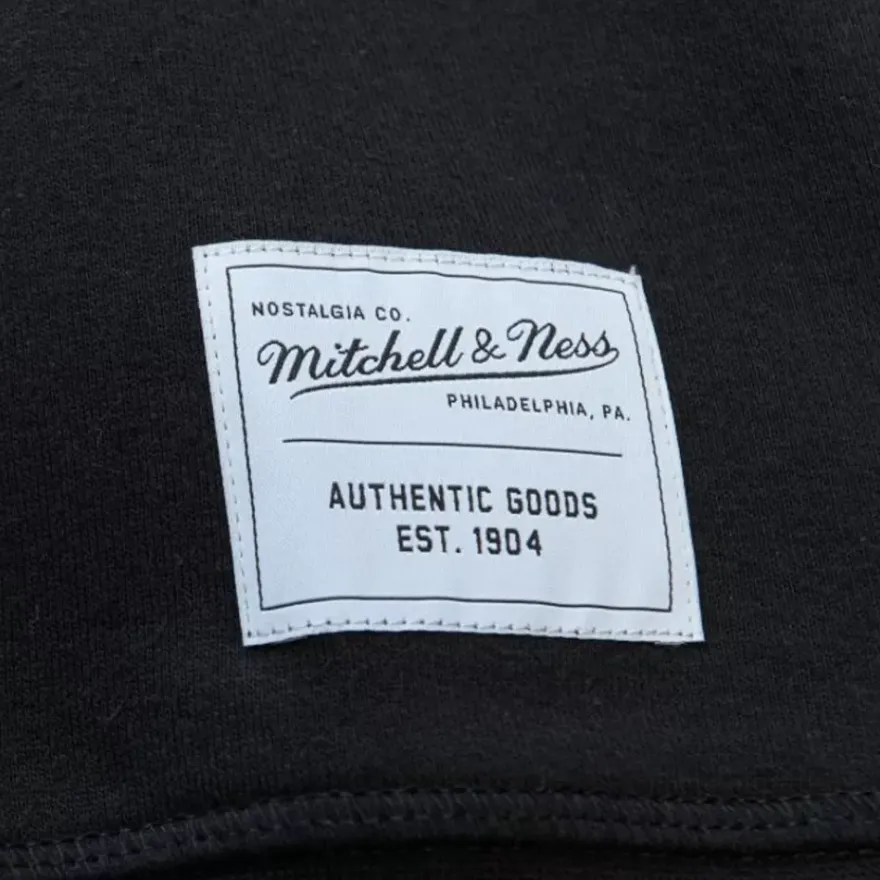 NOSTALGIA CO.
Mitchell & Ness
PHILADELPHIA, PA.
AUTHENTIC GOODS
EST. 1904